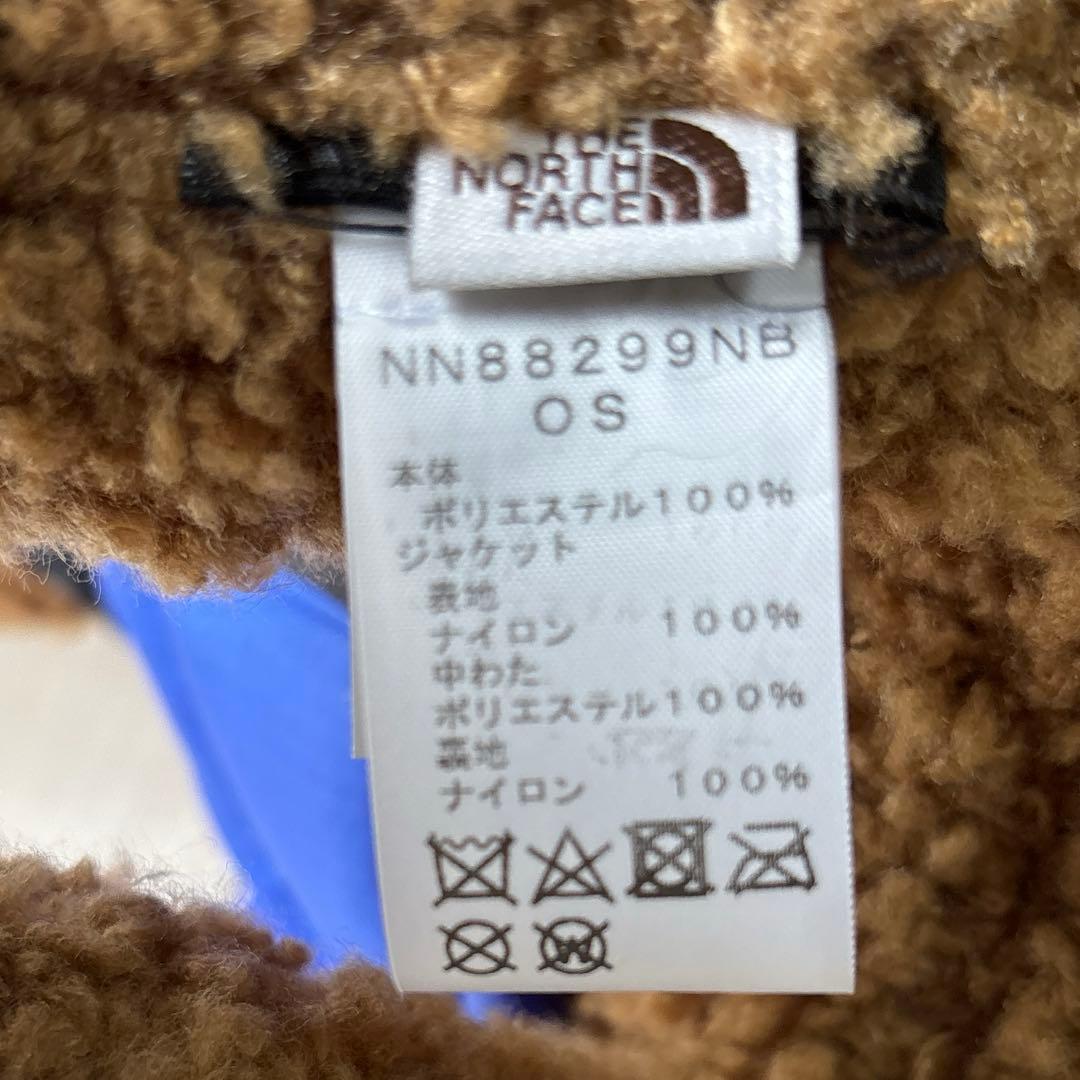 THE
NORTH
FACE
NN88299NB
OS
本体
ポリエステル100%
ジャケット
表地
ナイロン 100%
中わた
ポリエステル100%
裏地
ナイロン 100%
W